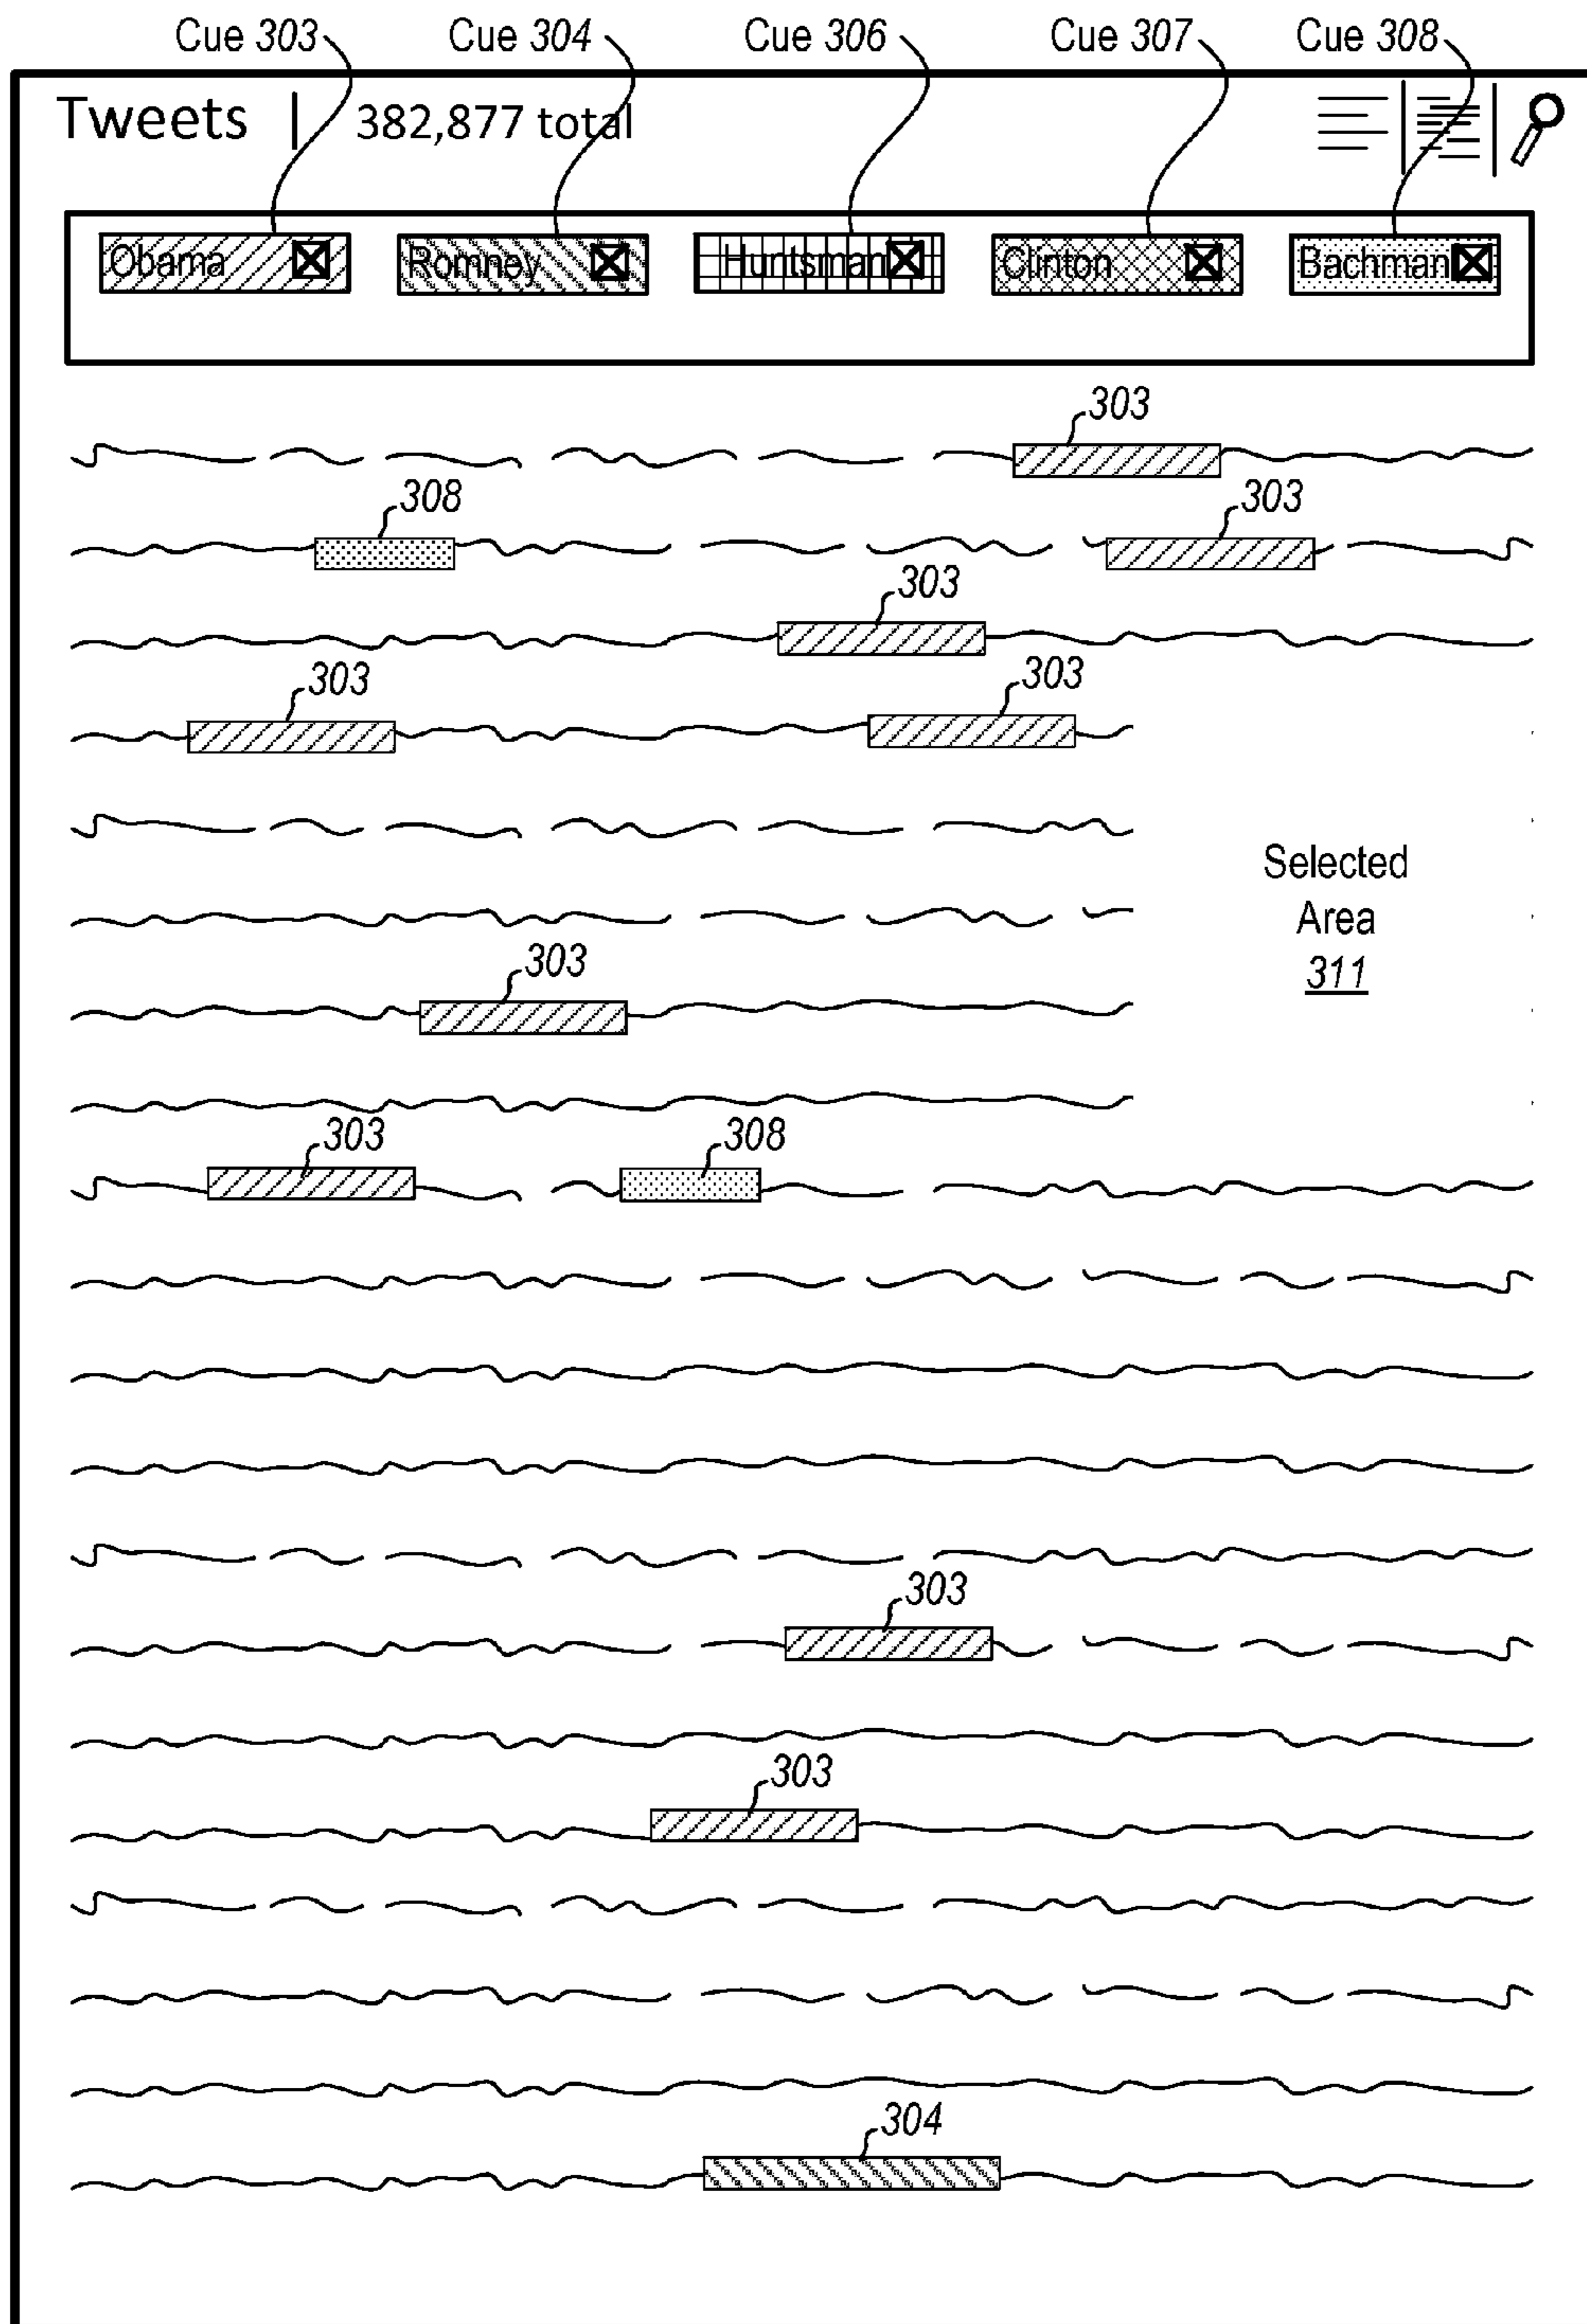 Cue 303 Cue 304 Cue 306 Cue 307 Cue 308
Tweets | 382,877 total
Obama Romney Huntsman Clinton Bachman
303
308 303
303
303 303
Selected
Area
311
303
303 308
303
303
304